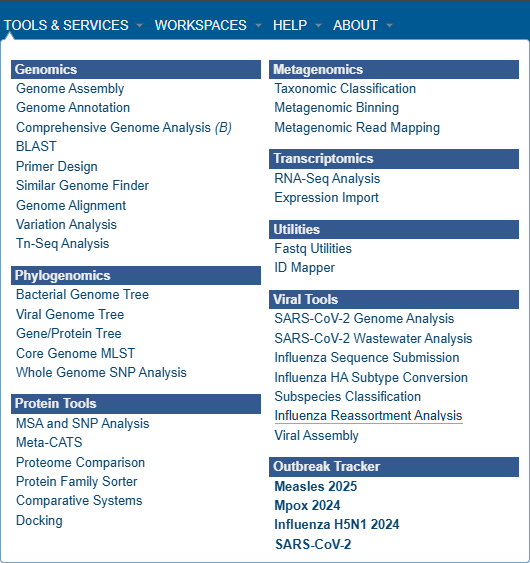 TOOLS & SERVICES WORKSPACES HELP ABOUT
Genomics
Genome Assembly
Genome Annotation
Comprehensive Genome Analysis (B)
BLAST
Primer Design
Similar Genome Finder
Genome Alignment
Variation Analysis
Tn-Seq Analysis
Phylogenomics
Bacterial Genome Tree
Viral Genome Tree
Gene/Protein Tree
Core Genome MLST
Whole Genome SNP Analysis
Protein Tools
MSA and SNP Analysis
Meta-CATS
Proteome Comparison
Protein Family Sorter
Comparative Systems
Docking
Metagenomics
Taxonomic Classification
Metagenomic Binning
Metagenomic Read Mapping
Transcriptomics
RNA-Seq Analysis
Expression Import
Utilities
Fastq Utilities
ID Mapper
Viral Tools
SARS-CoV-2 Genome Analysis
SARS-CoV-2 Wastewater Analysis
Influenza Sequence Submission
Influenza HA Subtype Conversion
Subspecies Classification
Influenza Reassortment Analysis
Viral Assembly
Outbreak Tracker
Measles 2025
Mpox 2024
Influenza H5N1 2024
SARS-CoV-2